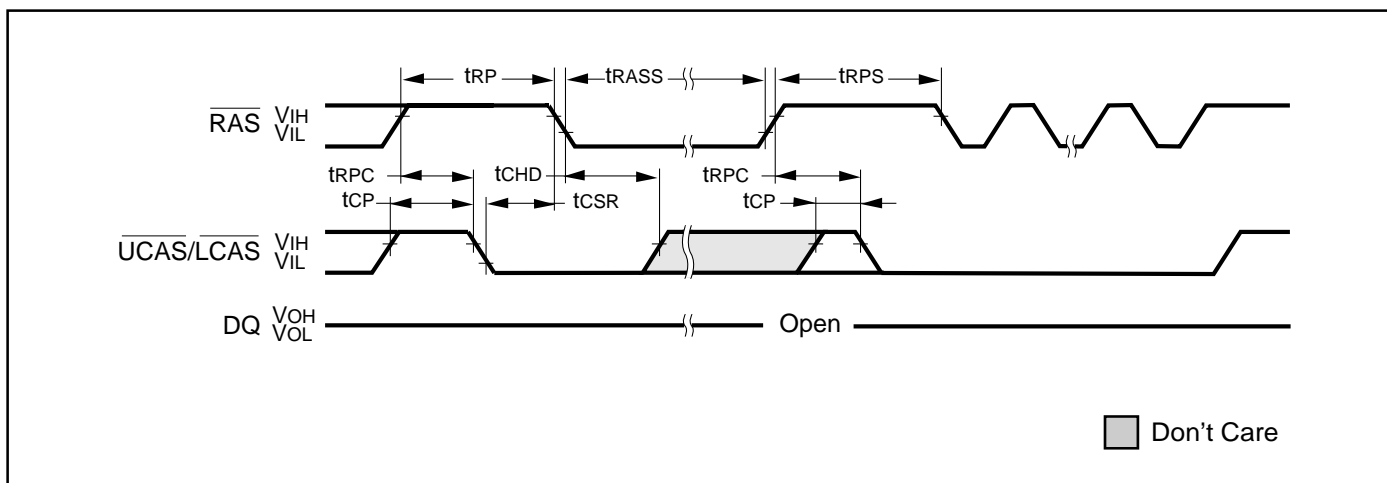 tRP tRASS tRPS
RAS VIH
VIL
tRPC tCHD tRPC
tCP tCSR tCP
UCAS/LCAS VIH
VIL
DQ VOH
VOL
Open
Don't Care